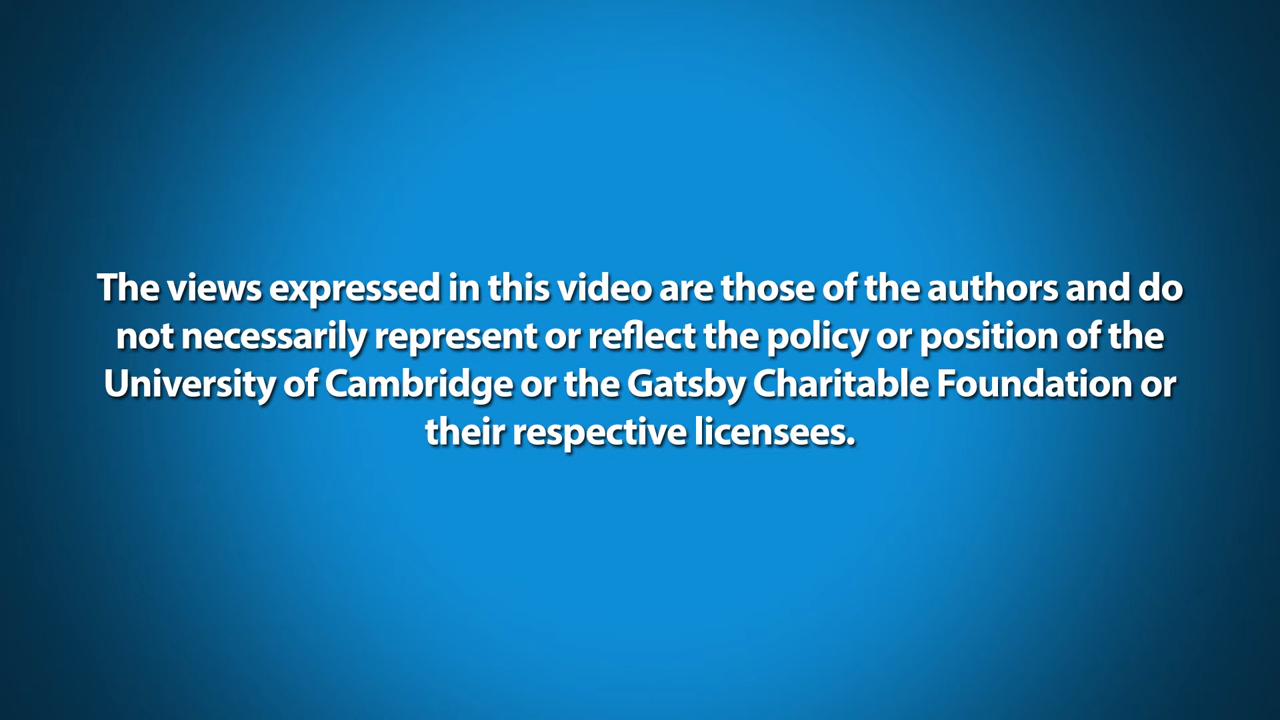 The views expressed in this video are those of the authors and do
not necessarily represent or reflect the policy or position of the
University of Cambridge or the Gatsby Charitable Foundation or
their respective licensees.